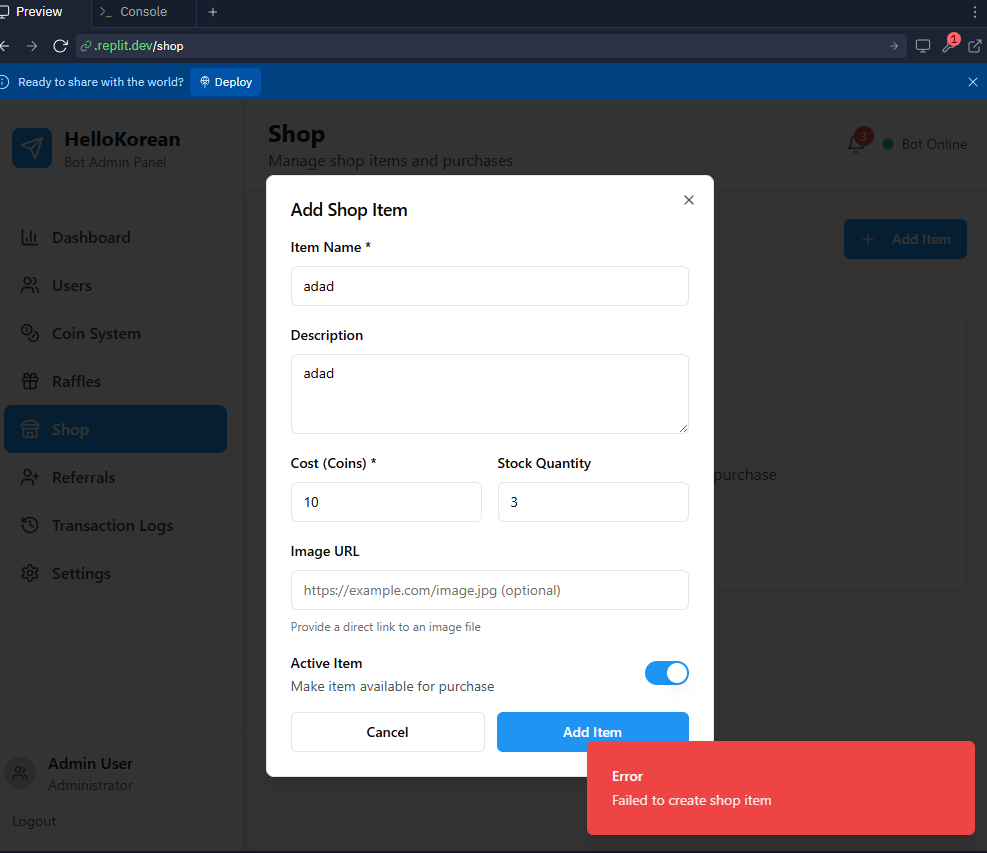 Preview
Console
.replit.dev/shop
1
Ready to share with the world?
Deploy
HelloKorean
Bot Admin Panel
Shop
Manage shop items and purchases
3
Bot Online
Dashboard
Users
Coin System
Raffles
Shop
Referrals
Transaction Logs
Settings
Admin User
Administrator
Logout
Add Item
purchase
Add Shop Item
Item Name *
adad
Description
adad
Cost (Coins) *
Stock Quantity
10
3
Image URL
https://example.com/image.jpg (optional)
Provide a direct link to an image file
Active Item
Make item available for purchase
Cancel
Add Item
Error
Failed to create shop item